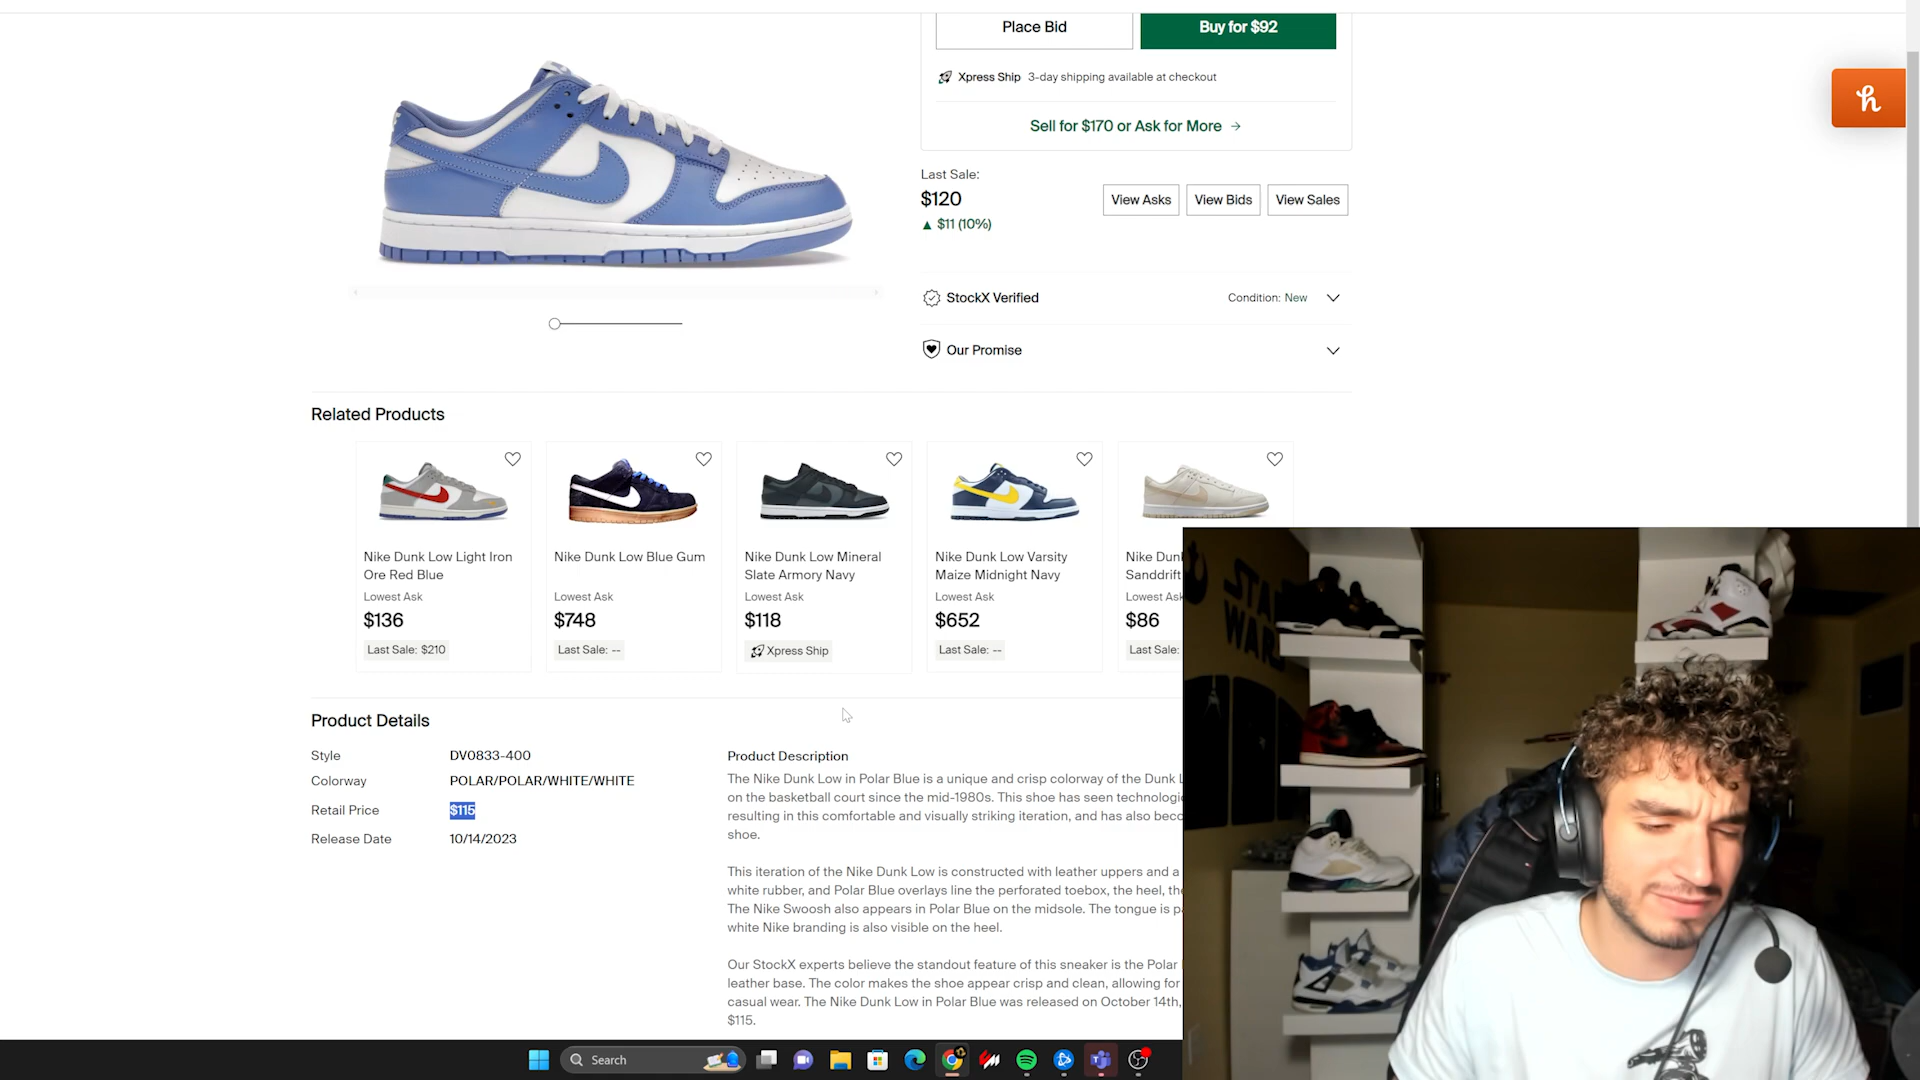 Place Bid
Buy for $92
Xpress Ship 3-day shipping available at checkout
Sell for $170 or Ask for More →
Last Sale:
$120
▲ $11 (10%)
View Asks
View Bids
View Sales
StockX Verified
Condition: New
Our Promise
Related Products
Nike Dunk Low Light Iron
Ore Red Blue
Lowest Ask
$136
Last Sale: $210
Nike Dunk Low Blue Gum
Lowest Ask
$748
Last Sale: --
Nike Dunk Low Mineral
Slate Armory Navy
Lowest Ask
$118
Xpress Ship
Nike Dunk Low Varsity
Maize Midnight Navy
Lowest Ask
$652
Last Sale: --
Nike Dun
Sanddrift
Lowest Ask
$86
Last Sale:
Product Details
Style DV0833-400
Colorway POLAR/POLAR/WHITE/WHITE
Retail Price $115
Release Date 10/14/2023
Product Description
The Nike Dunk Low in Polar Blue is a unique and crisp colorway of the Dunk L
on the basketball court since the mid-1980s. This shoe has seen technologic
resulting in this comfortable and visually striking iteration, and has also beco
shoe.
This iteration of the Nike Dunk Low is constructed with leather uppers and a
white rubber, and Polar Blue overlays line the perforated toebox, the heel, the
The Nike Swoosh also appears in Polar Blue on the midsole. The tongue is pa
white Nike branding is also visible on the heel.
Our StockX experts believe the standout feature of this sneaker is the Polar
leather base. The color makes the shoe appear crisp and clean, allowing for
casual wear. The Nike Dunk Low in Polar Blue was released on October 14th,
$115.
STAR
WARS
Search